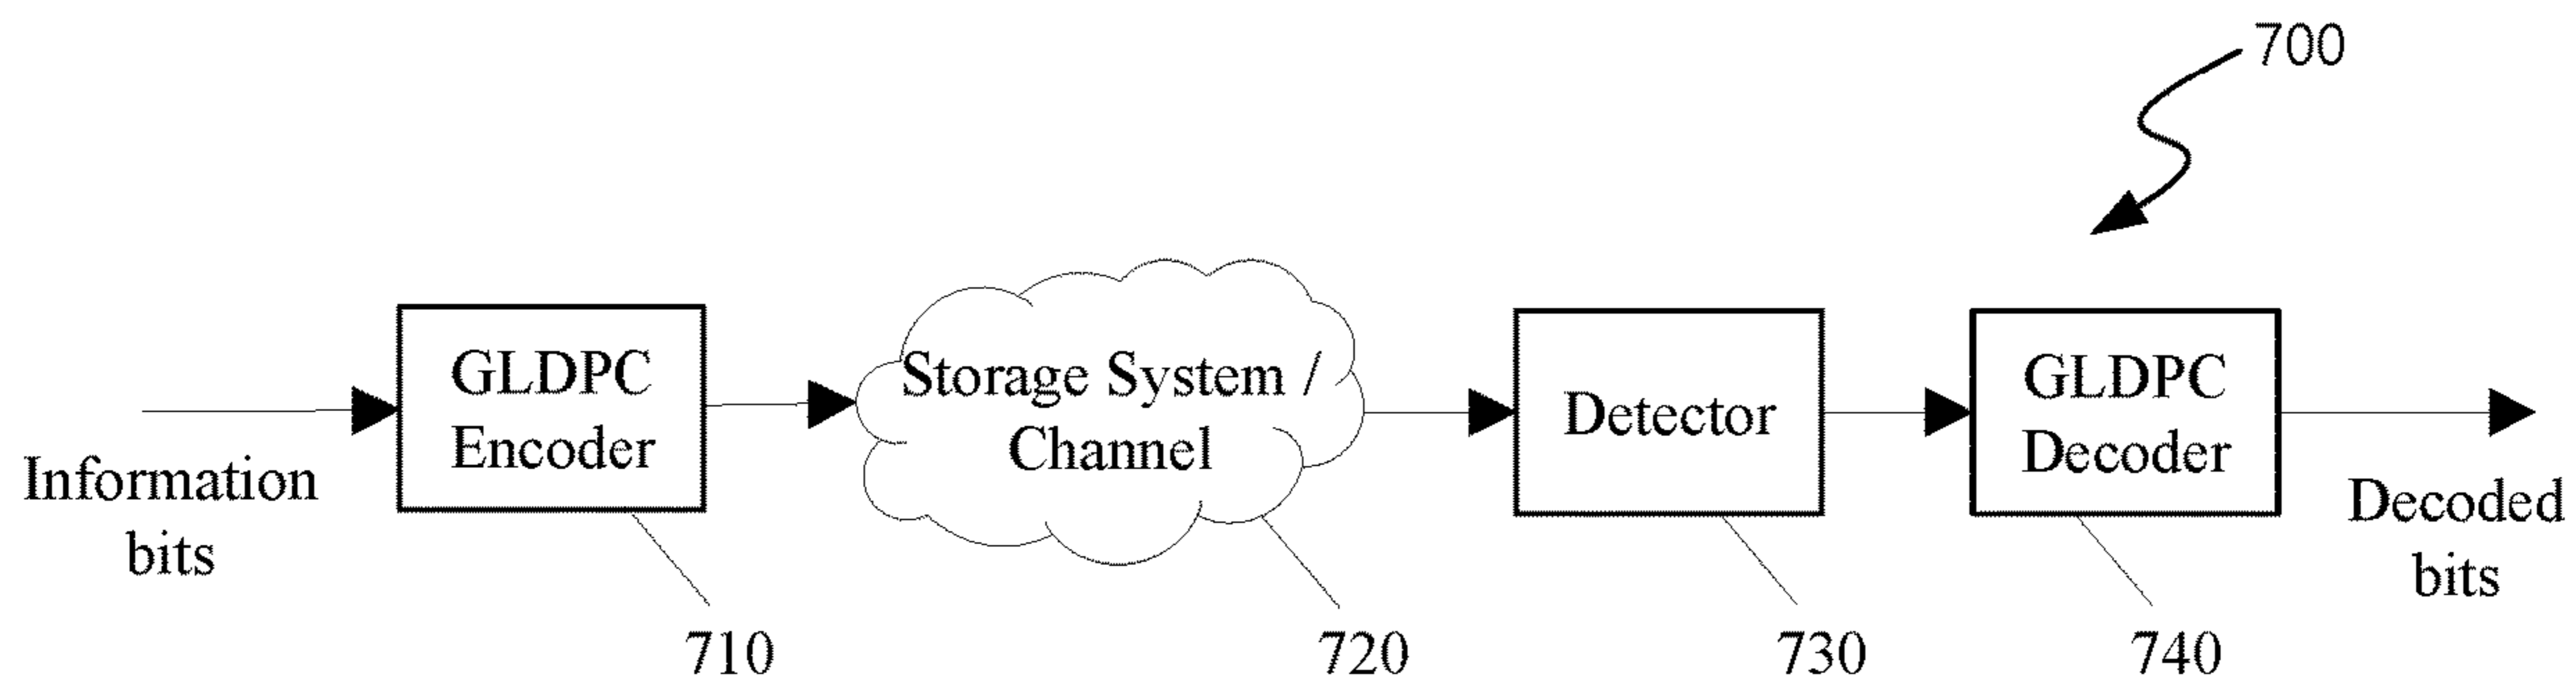 700
GLDPC
Encoder
Storage System /
Channel
Detector
GLDPC
Decoder
Information
bits
Decoded
bits
710
720
730
740